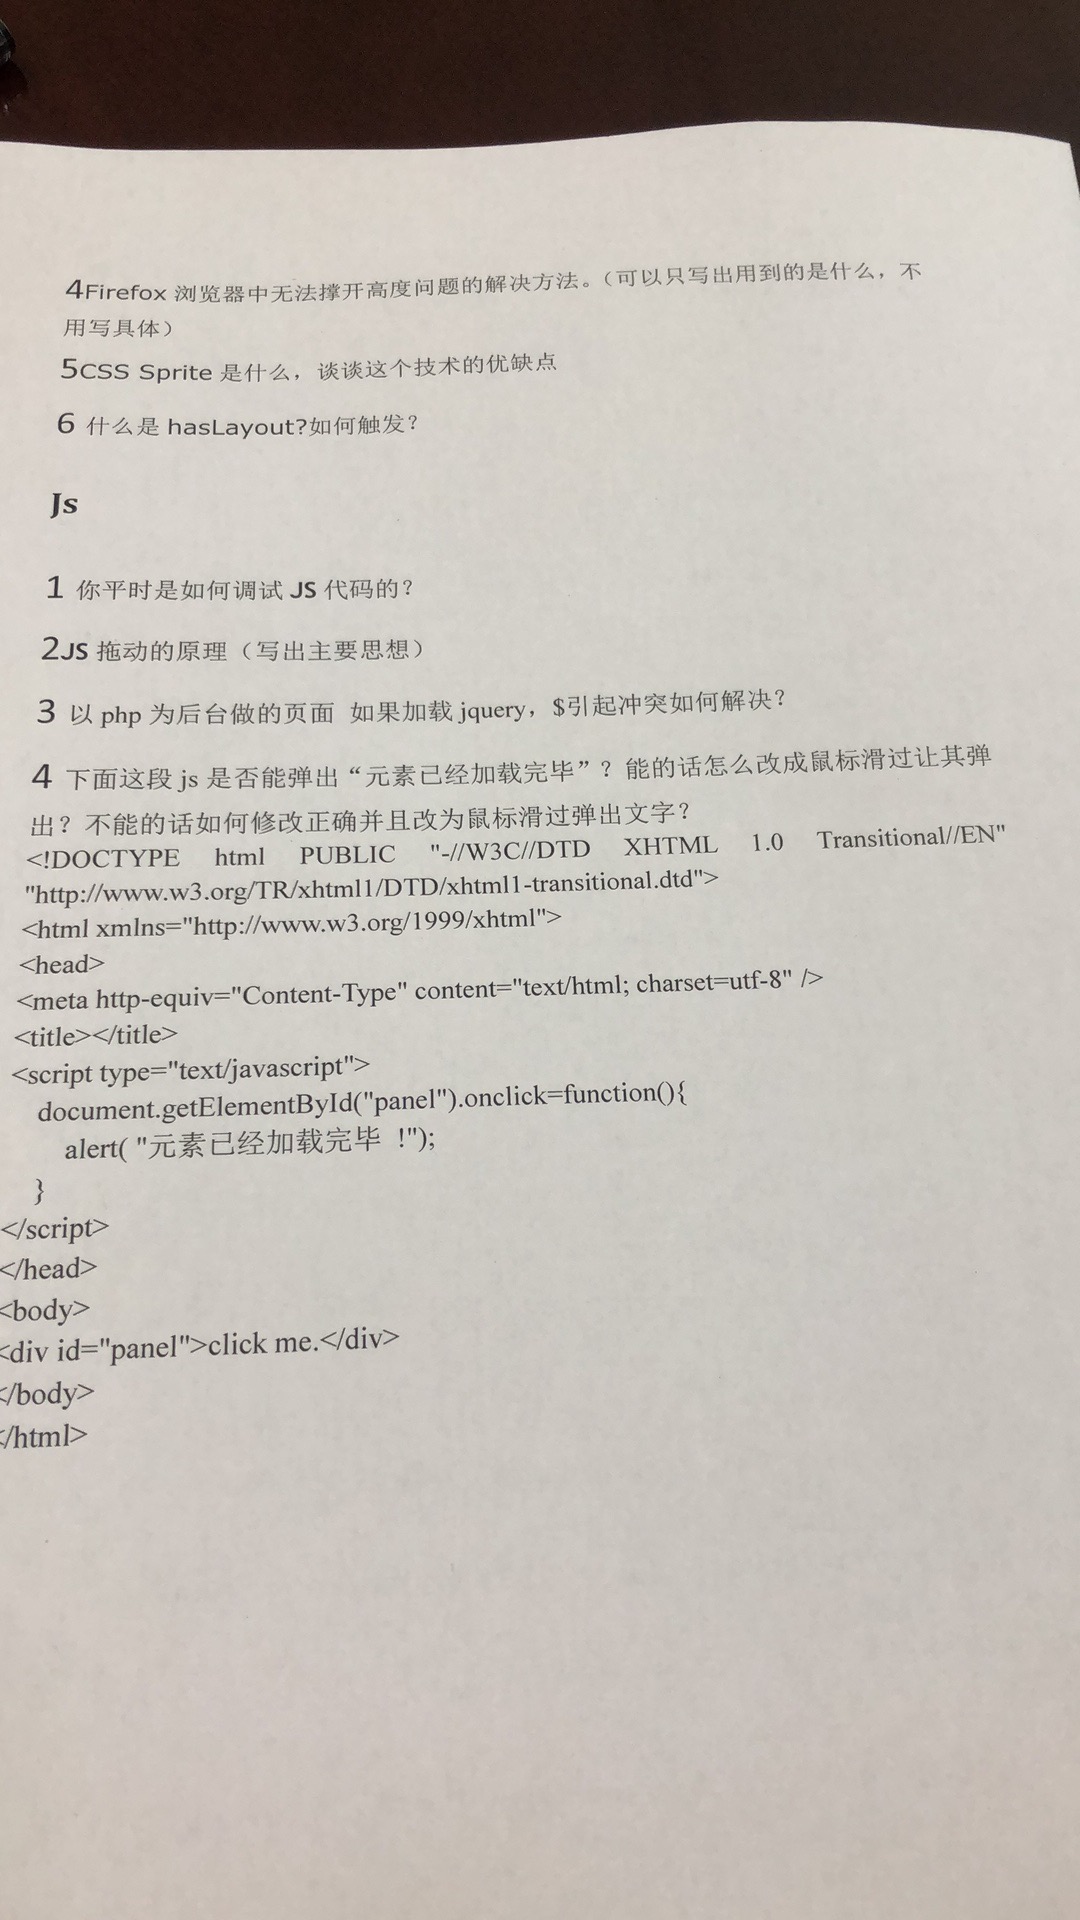 4Firefox 浏览器中无法撑开高度问题的解决方法。（可以只写出用到的是什么，不
用写具体）
5CSS Sprite 是什么，谈谈这个技术的优缺点
6 什么是 hasLayout?如何触发？
Js
1 你平时是如何调试 JS 代码的？
2JS 拖动的原理（写出主要思想）
3 以 php 为后台做的页面 如果加载 jquery，$引起冲突如何解决？
4 下面这段 js 是否能弹出“元素已经加载完毕”？能的话怎么改成鼠标滑过让其弹
出？不能的话如何修改正确并且改为鼠标滑过弹出文字？
<!DOCTYPE html PUBLIC "-//W3C//DTD XHTML 1.0 Transitional//EN"
"http://www.w3.org/TR/xhtml1/DTD/xhtml1-transitional.dtd">
<html xmlns="http://www.w3.org/1999/xhtml">
<head>
<meta http-equiv="Content-Type" content="text/html; charset=utf-8" />
<title></title>
<script type="text/javascript">
document.getElementById("panel").onclick=function(){
alert( "元素已经加载完毕 !");
}
</script>
</head>
<body>
<div id="panel">click me.</div>
</body>
</html>